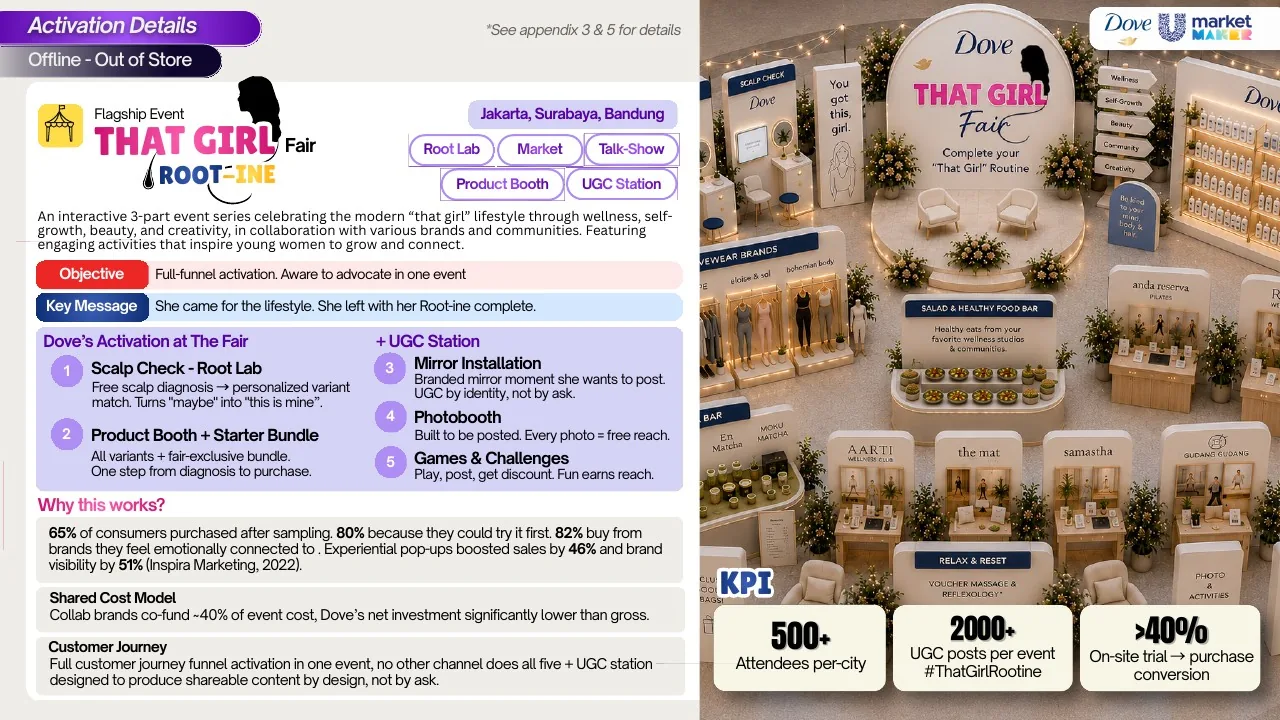 Activation Details
Offline - Out of Store
*See appendix 3 & 5 for details
Flagship Event
THAT GIRL Fair
ROOT-INE
Jakarta, Surabaya, Bandung
Root Lab
Market
Talk-Show
Product Booth
UGC Station
An interactive 3-part event series celebrating the modern “that girl” lifestyle through wellness, self-
growth, beauty, and creativity, in collaboration with various brands and communities. Featuring
engaging activities that inspire young women to grow and connect.
Objective
Full-funnel activation. Aware to advocate in one event
Key Message
She came for the lifestyle. She left with her Root-ine complete.
Dove’s Activation at The Fair
1
Scalp Check - Root Lab
Free scalp diagnosis → personalized variant
match. Turns "maybe" into “this is mine”.
2
Product Booth + Starter Bundle
All variants + fair-exclusive bundle.
One step from diagnosis to purchase.
+ UGC Station
3
Mirror Installation
Branded mirror moment she wants to post.
UGC by identity, not by ask.
4
Photobooth
Built to be posted. Every photo = free reach.
5
Games & Challenges
Play, post, get discount. Fun earns reach.
Why this works?
65% of consumers purchased after sampling. 80% because they could try it first. 82% buy from
brands they feel emotionally connected to . Experiential pop-ups boosted sales by 46% and brand
visibility by 51% (Inspira Marketing, 2022).
Shared Cost Model
Collab brands co-fund ~40% of event cost, Dove’s net investment significantly lower than gross.
Customer Journey
Full customer journey funnel activation in one event, no other channel does all five + UGC station
designed to produce shareable content by design, not by ask.
Dove
market
MAKER
SCALP CHECK
Dove
You
got
this,
girl.
Dove
THAT GIRL
Fair
Complete your
“That Girl” Routine
Wellness
Self-Growth
Beauty
Community
Creativity
Be kind
to your
mind,
body &
hair.
Dove
VEWEAR BRANDS
eloise & sol
bohemian body
SALAD & HEALTHY FOOD BAR
Healthy eats from your
favorite wellness studios
& communities.
anda reserva
PILATES
BAR
En
Matcha
MOKU
MATCHA
AARTI
WELLNESS CLUB
the mat
samastha
GUDANG GUDANG
RELAX & RESET
VOUCHER MASSAGE &
REFLEXOLOGY*
PHOTO
&
ACTIVITIES
KPI
500+
Attendees per-city
2000+
UGC posts per event
#ThatGirlRootine
>40%
On-site trial → purchase
conversion